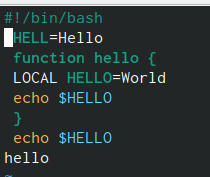 #!/bin/bash
HELL=Hello
function hello {
LOCAL HELLO=World
echo $HELLO
}
echo $HELLO
hello
~